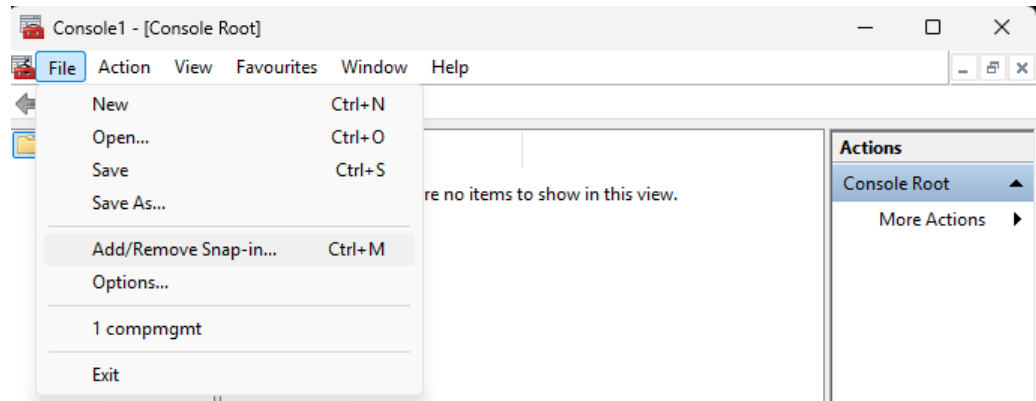 Console1 - [Console Root]
File Action View Favourites Window Help
New Ctrl+N
Open... Ctrl+O
Save Ctrl+S
Save As...
Add/Remove Snap-in... Ctrl+M
Options...
1 compmgmt
Exit
re no items to show in this view.
Actions
Console Root
More Actions